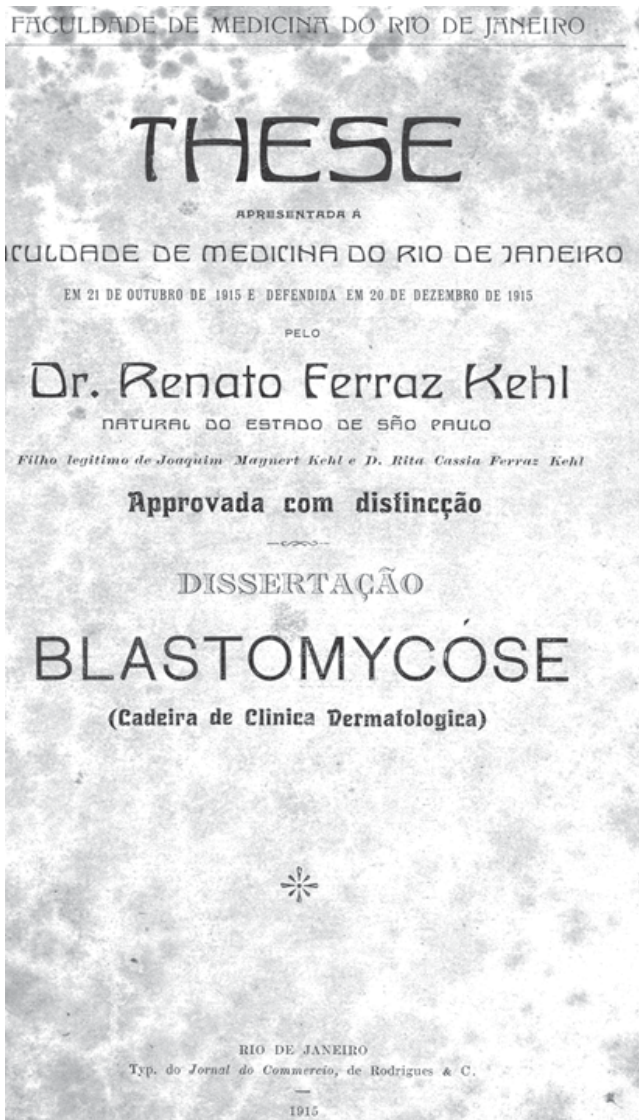 FACULDADE DE MEDICINA DO RIO DE JANEIRO
THESE
APRESENTADA Á
CULDADE DE MEDICINA DO RIO DE JANEIRO
EM 21 DE OUTUBRO DE 1915 E DEFENDIDA EM 20 DE DEZEMBRO DE 1915
PELO
Dr. Renato Ferraz Kehl
NATURAL DO ESTADO DE SÃO PAULO
Filho legitimo de Joaquim Maynert Kehl e D. Rita Cassia Ferraz Kehl
Approvada com distincção
DISSERTAÇÃO
BLASTOMYCÓSE
(Cadeira de Clinica Dermatologica)
RIO DE JANEIRO
Typ. do Jornal do Commercio, de Rodrigues & C.
1915